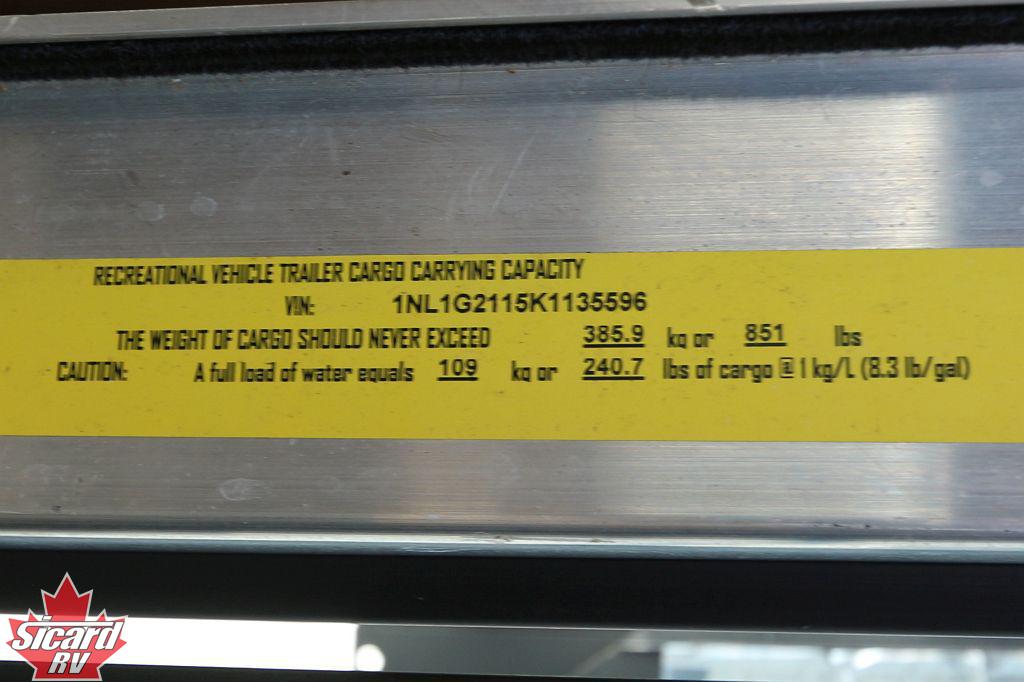 RECREATIONAL VEHICLE TRAILER CARGO CARRYING CAPACITY
VIN: 1NL1G2115K1135596
THE WEIGHT OF CARGO SHOULD NEVER EXCEED 385.9 kg or 851 lbs
CAUTION: A full load of water equals 109 kg or 240.7 lbs of cargo @ 1 kg/L (8.3 lb/gal)
Sicard
RV